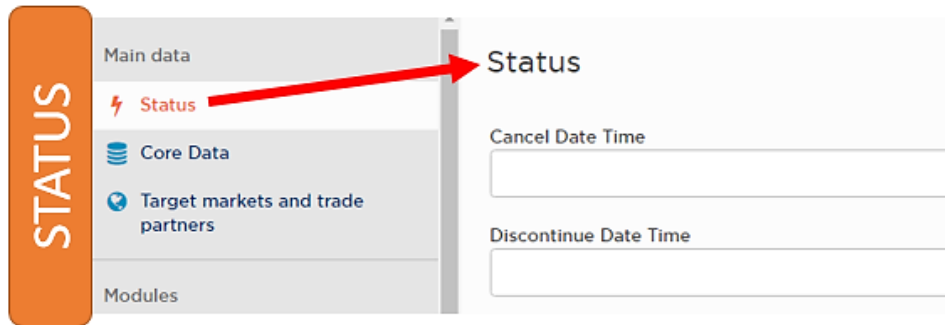 STATUS
Main data
Status
Core Data
Target markets and trade
partners
Modules
Status
Cancel Date Time
Discontinue Date Time